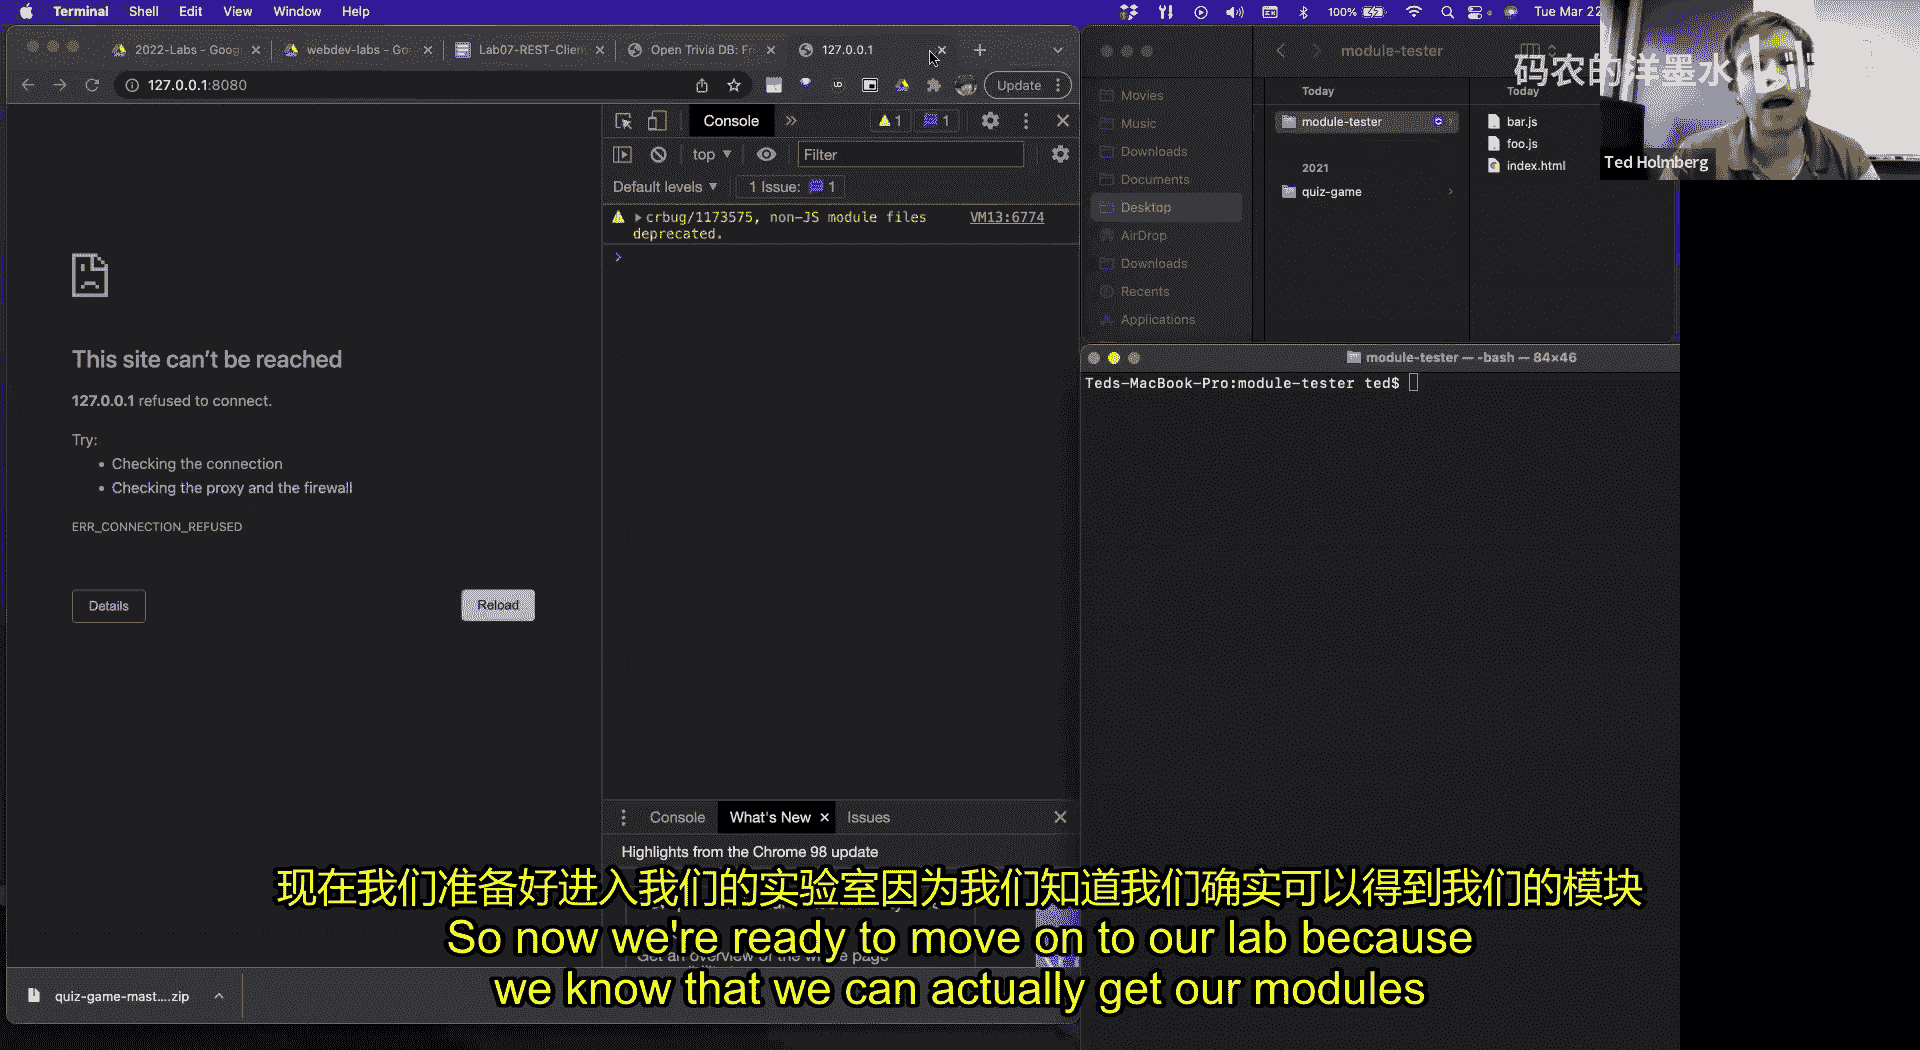 Terminal Shell Edit View Window Help
100% Tue Mar 22
2022-Labs - Goog
webdev-labs - Go
Lab07-REST-Clien
Open Trivia DB: Fr
127.0.0.1
127.0.0.1:8080
Update
This site can't be reached
127.0.0.1 refused to connect.
Try:
• Checking the connection
• Checking the proxy and the firewall
ERR_CONNECTION_REFUSED
Details
Reload
Console
1
1
top
Filter
Default levels
1 Issue: 1
crbug/1173575, non-JS module files
deprecated.
VM13:6774
Console
What's New
Issues
Highlights from the Chrome 98 update
quiz-game-mast....zip
module-tester
Movies
Music
Downloads
Documents
Desktop
AirDrop
Downloads
Recents
Applications
Today
module-tester
2021
quiz-game
Today
bar.js
foo.js
index.html
码农的洋墨水
bilibili
Ted Holmberg
module-tester — -bash — 84×46
Teds-MacBook-Pro:module-tester ted$
现在我们准备好进入我们的实验室因为我们知道我们确实可以得到我们的模块
So now we're ready to move on to our lab because
we know that we can actually get our modules